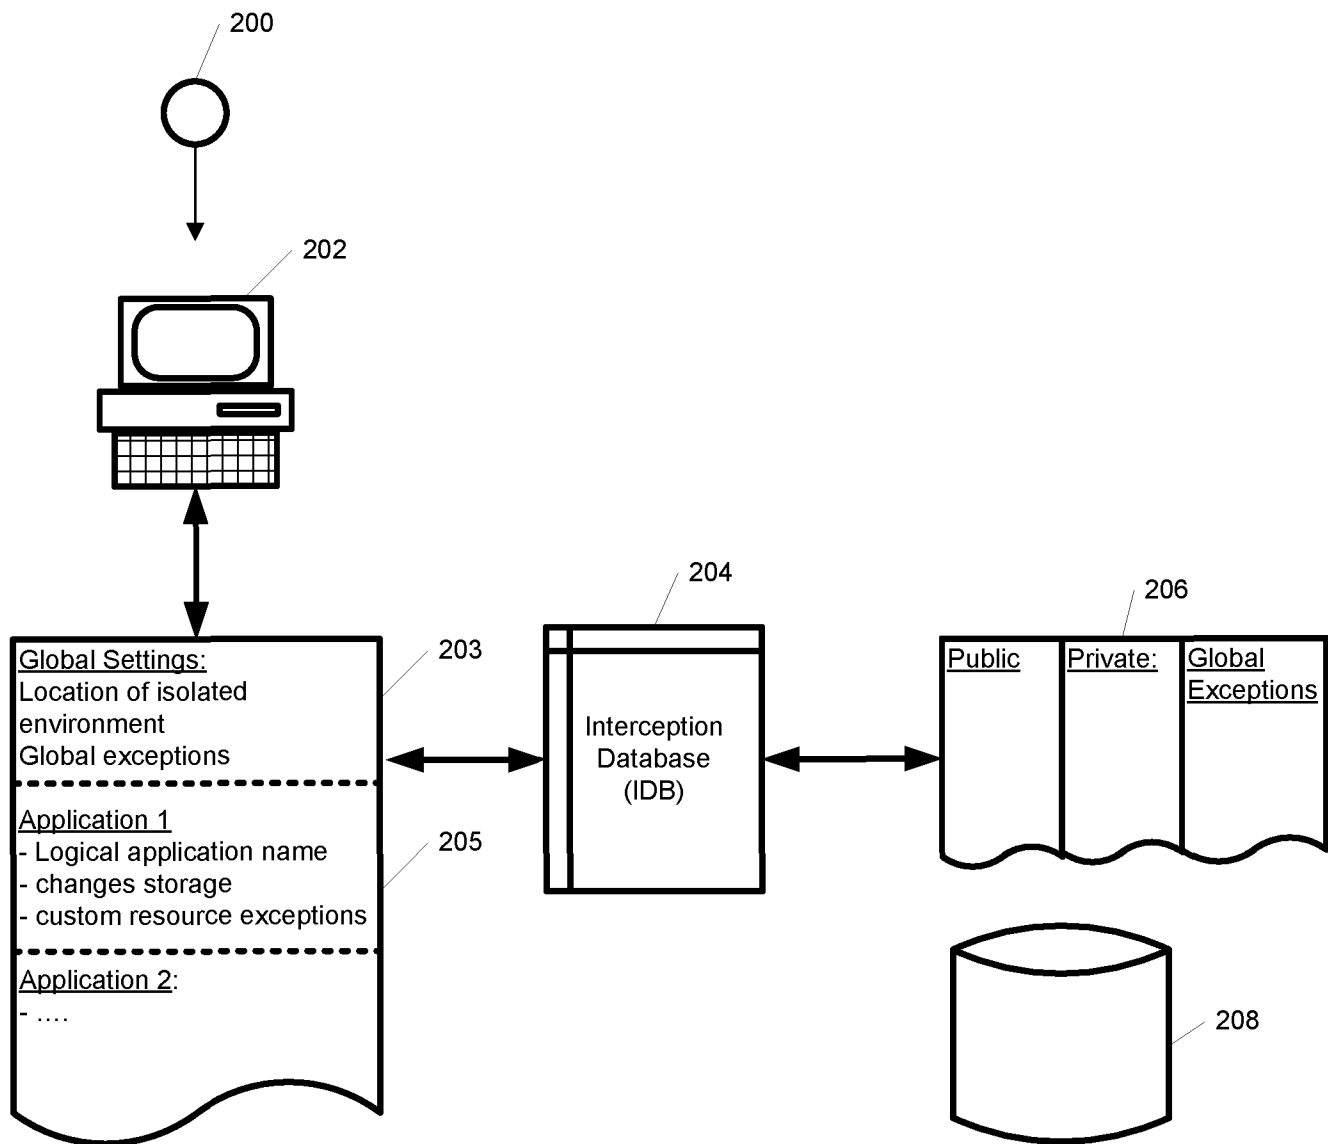 200
202
203
Global Settings:
Location of isolated
environment
Global exceptions
Application 1
- Logical application name
- changes storage
- custom resource exceptions
205
Application 2:
- ....
204
Interception
Database
(IDB)
206
Public
Private:
Global
Exceptions
208